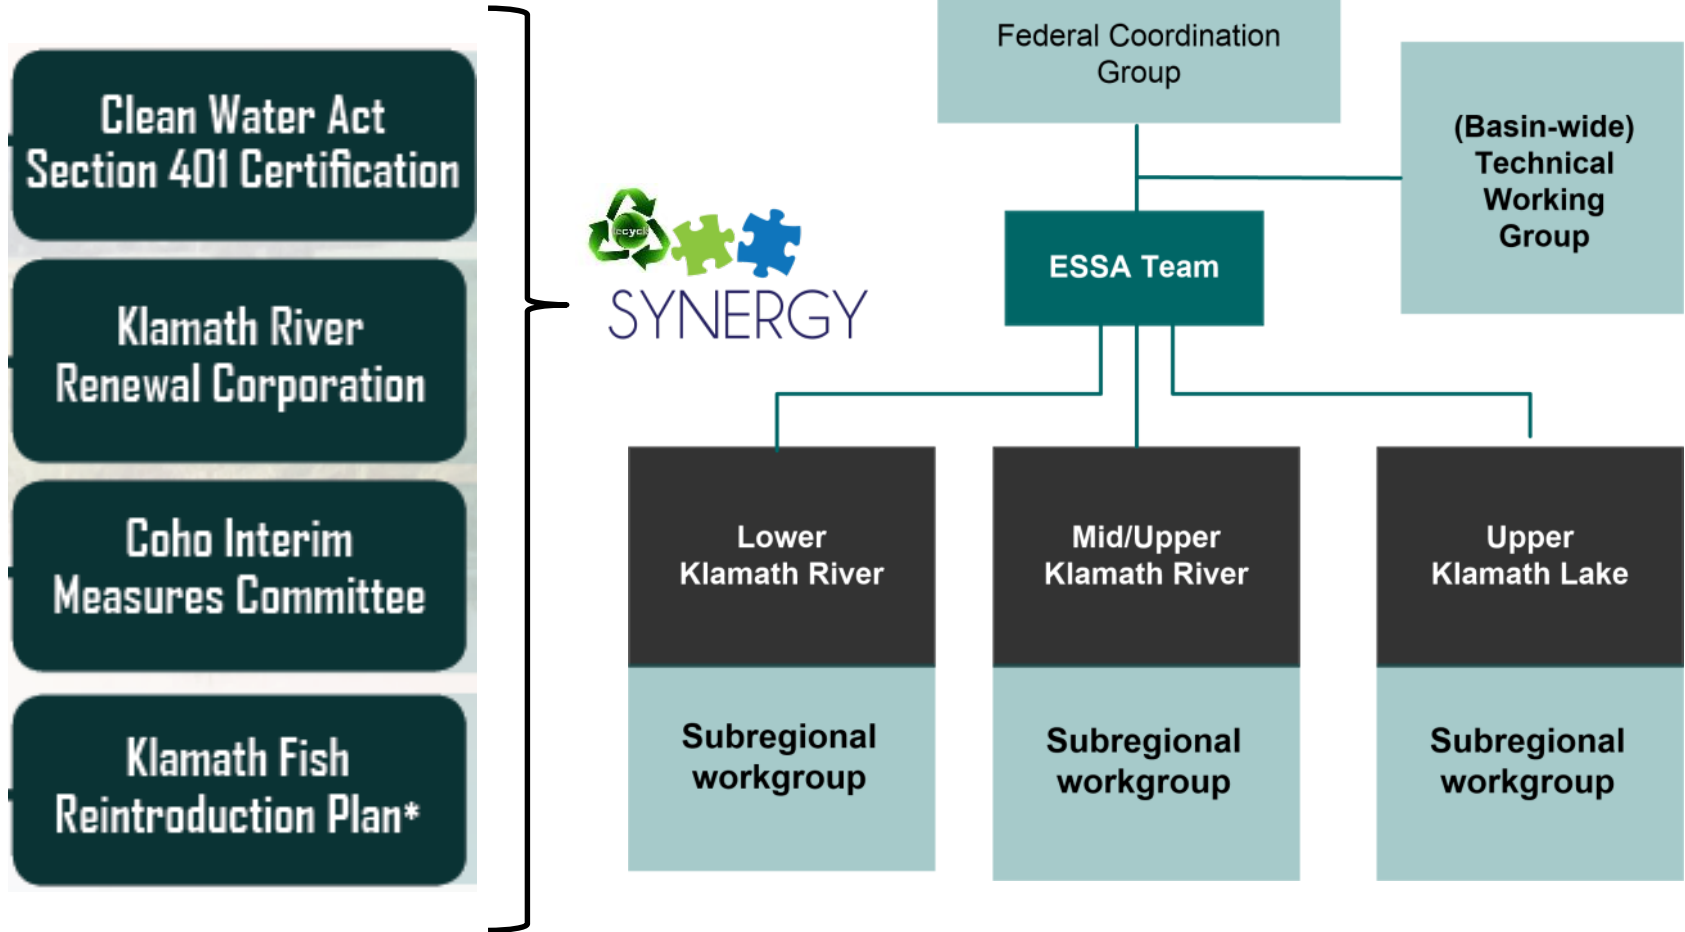 Clean Water Act
Section 401 Certification
Klamath River
Renewal Corporation
Coho Interim
Measures Committee
Klamath Fish
Reintroduction Plan*
SYNERGY
Federal Coordination
Group
(Basin-wide)
Technical
Working
Group
ESSA Team
Lower
Klamath River
Mid/Upper
Klamath River
Upper
Klamath Lake
Subregional
workgroup
Subregional
workgroup
Subregional
workgroup